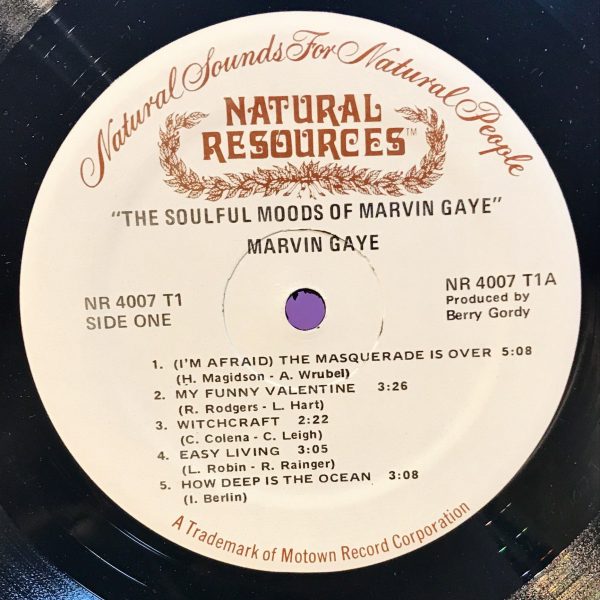 Natural Sounds For Natural People
NATURAL
RESOURCES™
"THE SOULFUL MOODS OF MARVIN GAYE"
MARVIN GAYE
NR 4007 T1
SIDE ONE
NR 4007 T1A
Produced by
Berry Gordy
1. (I'M AFRAID) THE MASQUERADE IS OVER 5:08
(H. Magidson - A. Wrubel)
2. MY FUNNY VALENTINE 3:26
(R. Rodgers - L. Hart)
3. WITCHCRAFT 2:22
(C. Colena - C. Leigh)
4. EASY LIVING 3:05
(L. Robin - R. Rainger)
5. HOW DEEP IS THE OCEAN 3:08
(I. Berlin)
A Trademark of Motown Record Corporation